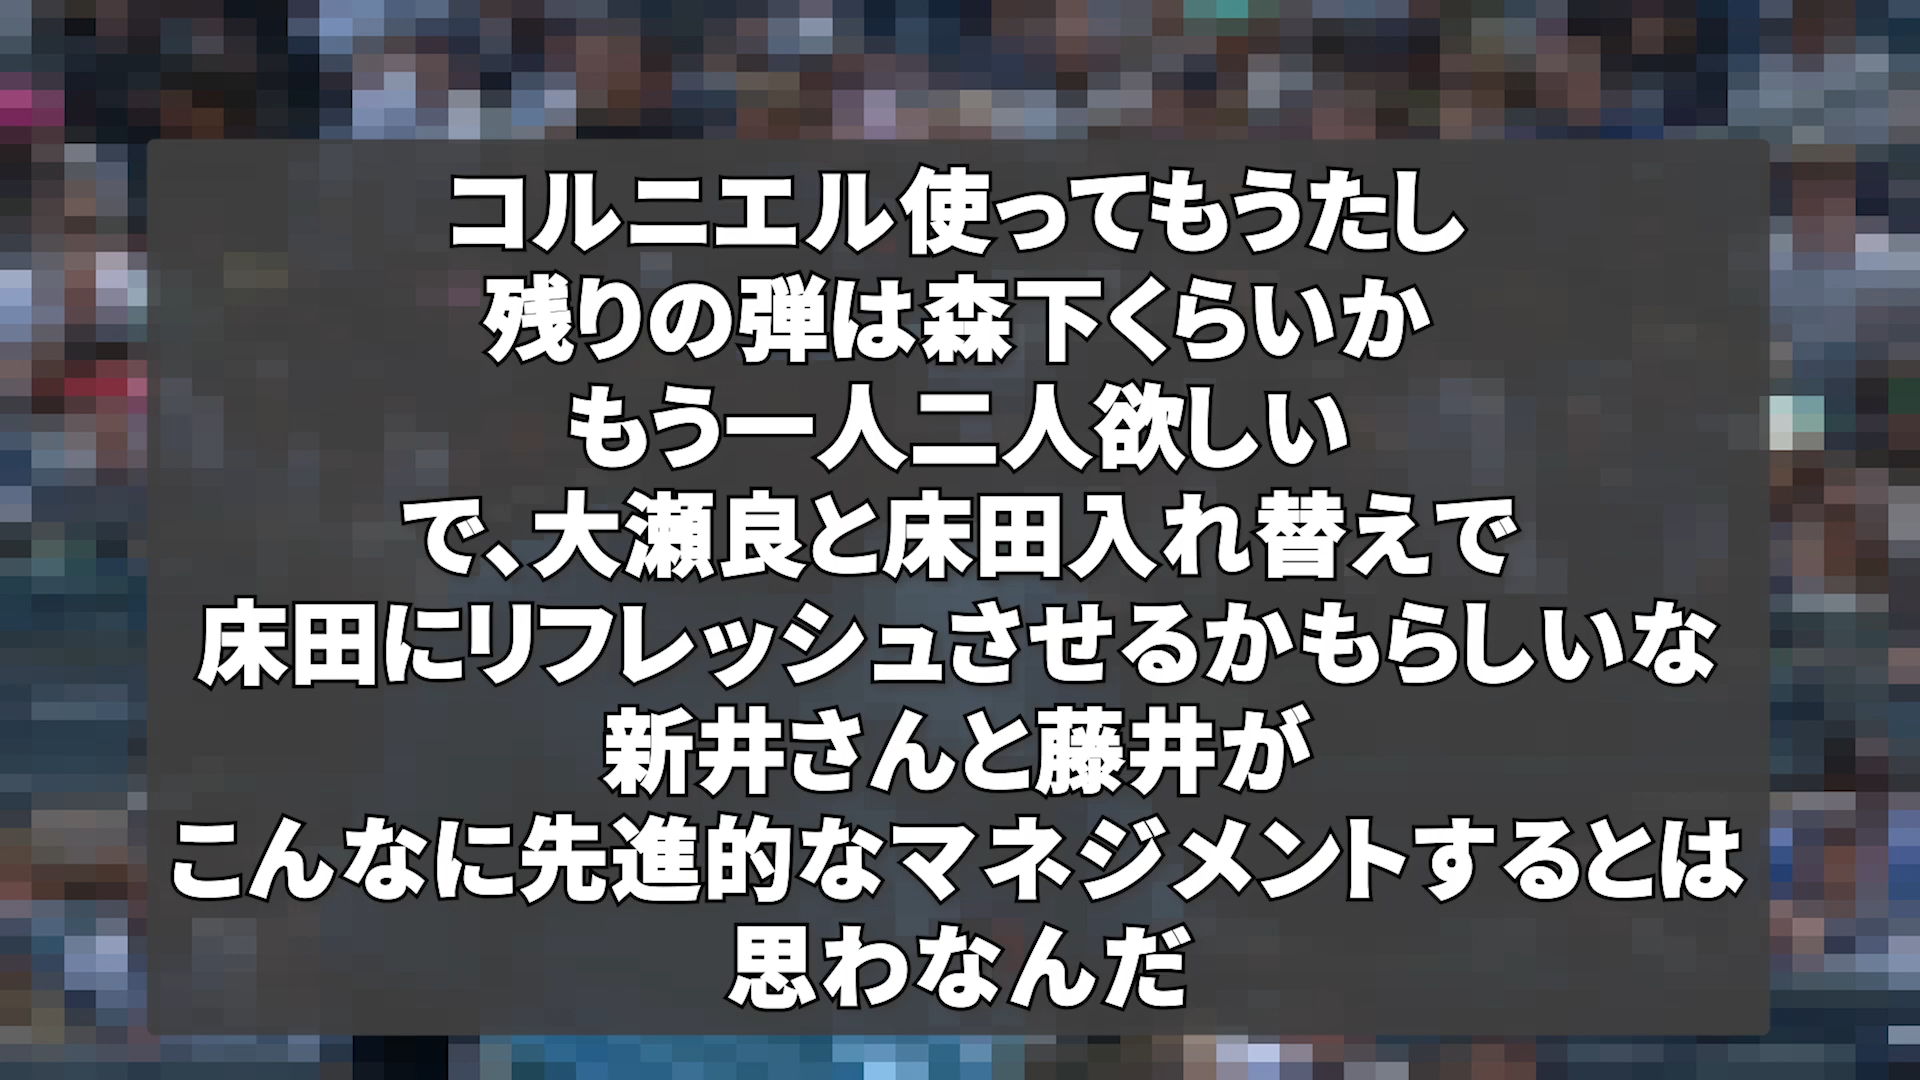 コルニエル使ってもうたし
残りの弾は森下くらいか
もう一人二人欲しい
で、大瀬良と床田入れ替えで
床田にリフレッシュさせるかもらしいな
新井さんと藤井が
こんなに先進的なマネジメントするとは
思わなんだ